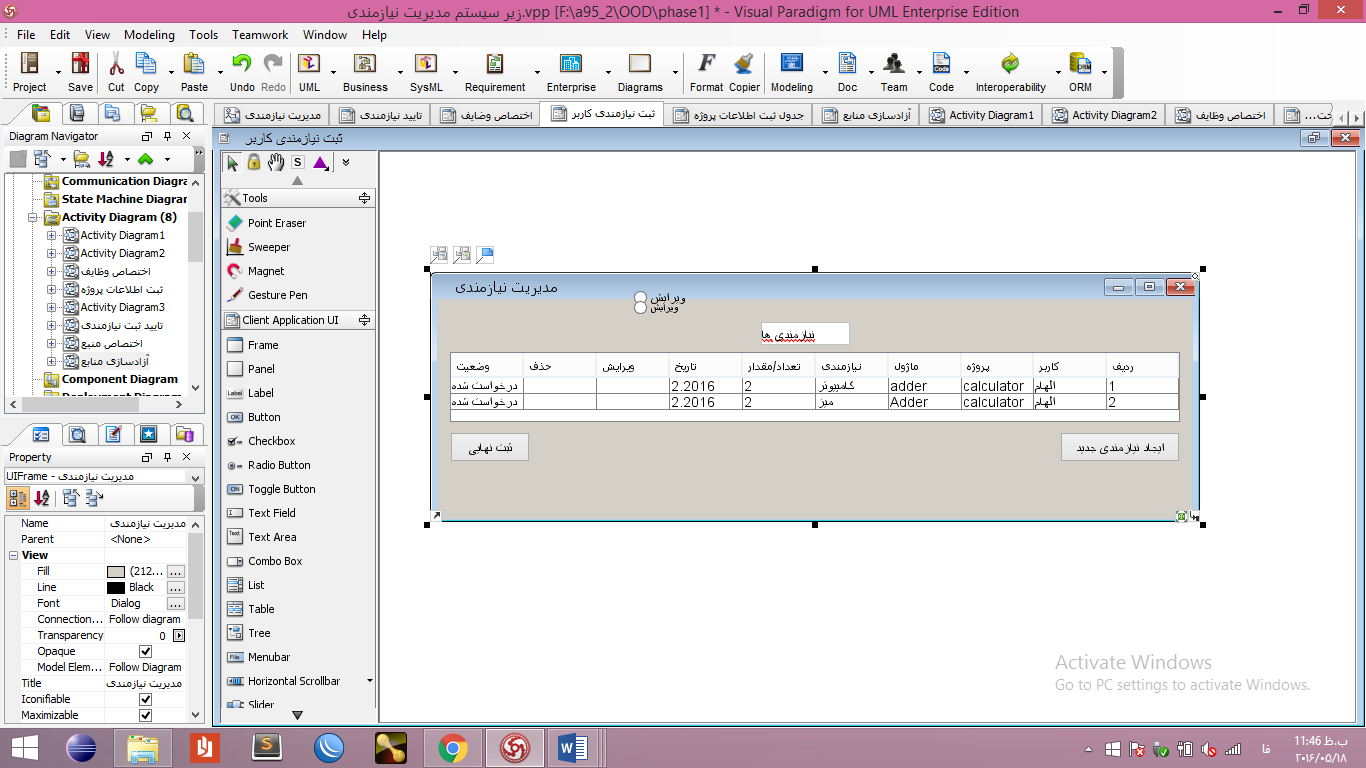 زیر سیستم مدیریت نیازمندی.vpp [F:\a95_2\OOD\phase1] * - Visual Paradigm for UML Enterprise Edition
File Edit View Modeling Tools Teamwork Window Help
Project Save Cut Copy Paste Undo Redo UML Business SysML Requirement Enterprise Diagrams Format Copier Modeling Doc Team Code Interoperability ORM
مدیریت نیازمندی
تایید نیازمندی
اختصاص وضایف
ثبت نیازمندی کاربر
جدول ثبت اطلاعات پروژه
آزادسازی منابع
Activity Diagram1
Activity Diagram2
اختصاص وظایف
Diagram Navigator
Communication Diagra
State Machine Diagrar
Activity Diagram (8)
Activity Diagram1
Activity Diagram2
اختصاص وظایف
ثبت اطلاعات پروژه
Activity Diagram3
تایید ثبت نیازمندی
اختصاص منبع
آزادسازی منابع
Component Diagram
Property
UIFrame - مدیریت نیازمندی
Name مدیریت نیازمندی
Parent <None>
View
Fill (212...
Line Black
Font Dialog
Connection... Follow diagram
Transparency 0
Opaque
Model Elem... Follow Diagram
Title مدیریت نیازمندی
Iconifiable
Maximizable
ثبت نیازمندی کاربر
S
Tools
Point Eraser
Sweeper
Magnet
Gesture Pen
Client Application UI
Frame
Panel
Label Label
OK Button
Checkbox
Radio Button
ON Toggle Button
Text Field
Text Text Area
Combo Box
List
Table
Tree
File Menubar
Horizontal Scrollbar
Slider
مدیریت نیازمندی
ویرایش
ویرایش
نیازمندی ها
ردیف کاربر پروژه ماژول نیازمندی تعداد/مقدار تاریخ ویرایش حذف وضعیت
1 الهام calculator adder کامپیوتر 2 2.2016 درخواست شده
2 الهام calculator Adder میز 2 2.2016 درخواست شده
ایجاد نیازمندی جدید
ثبت نهایی
Activate Windows
Go to PC settings to activate Windows.
فا
11:46 ب.ظ
۲۰۱۶/۰۵/۱۸